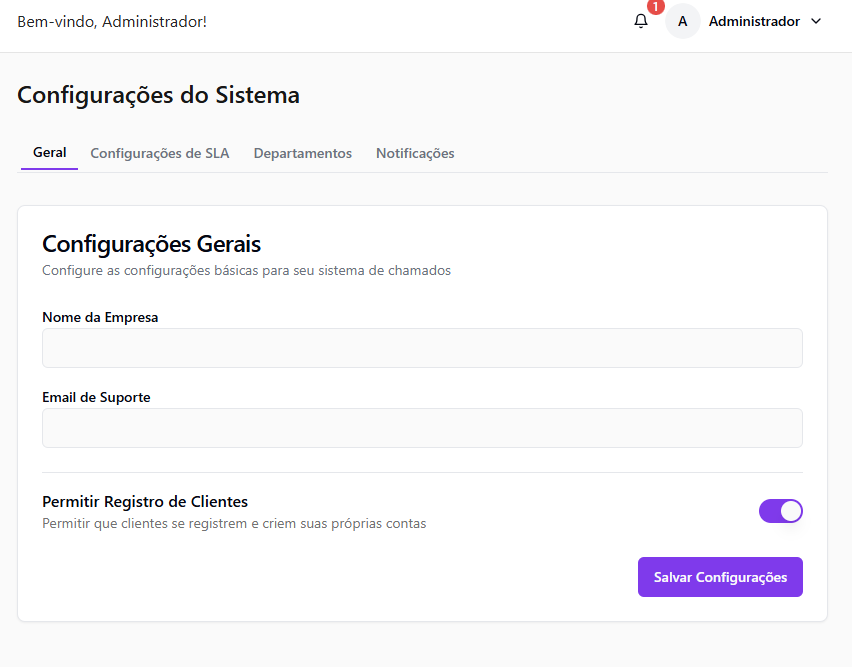 Bem-vindo, Administrador!
1
A
Administrador
Configurações do Sistema
Geral
Configurações de SLA
Departamentos
Notificações
Configurações Gerais
Configure as configurações básicas para seu sistema de chamados
Nome da Empresa
Email de Suporte
Permitir Registro de Clientes
Permitir que clientes se registrem e criem suas próprias contas
Salvar Configurações